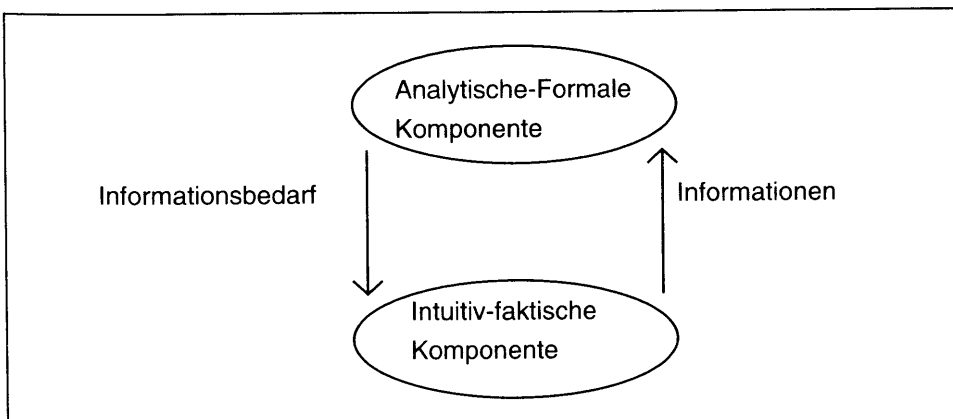 Analytische-Formale
Komponente
Informationsbedarf
Informationen
Intuitiv-faktische
Komponente